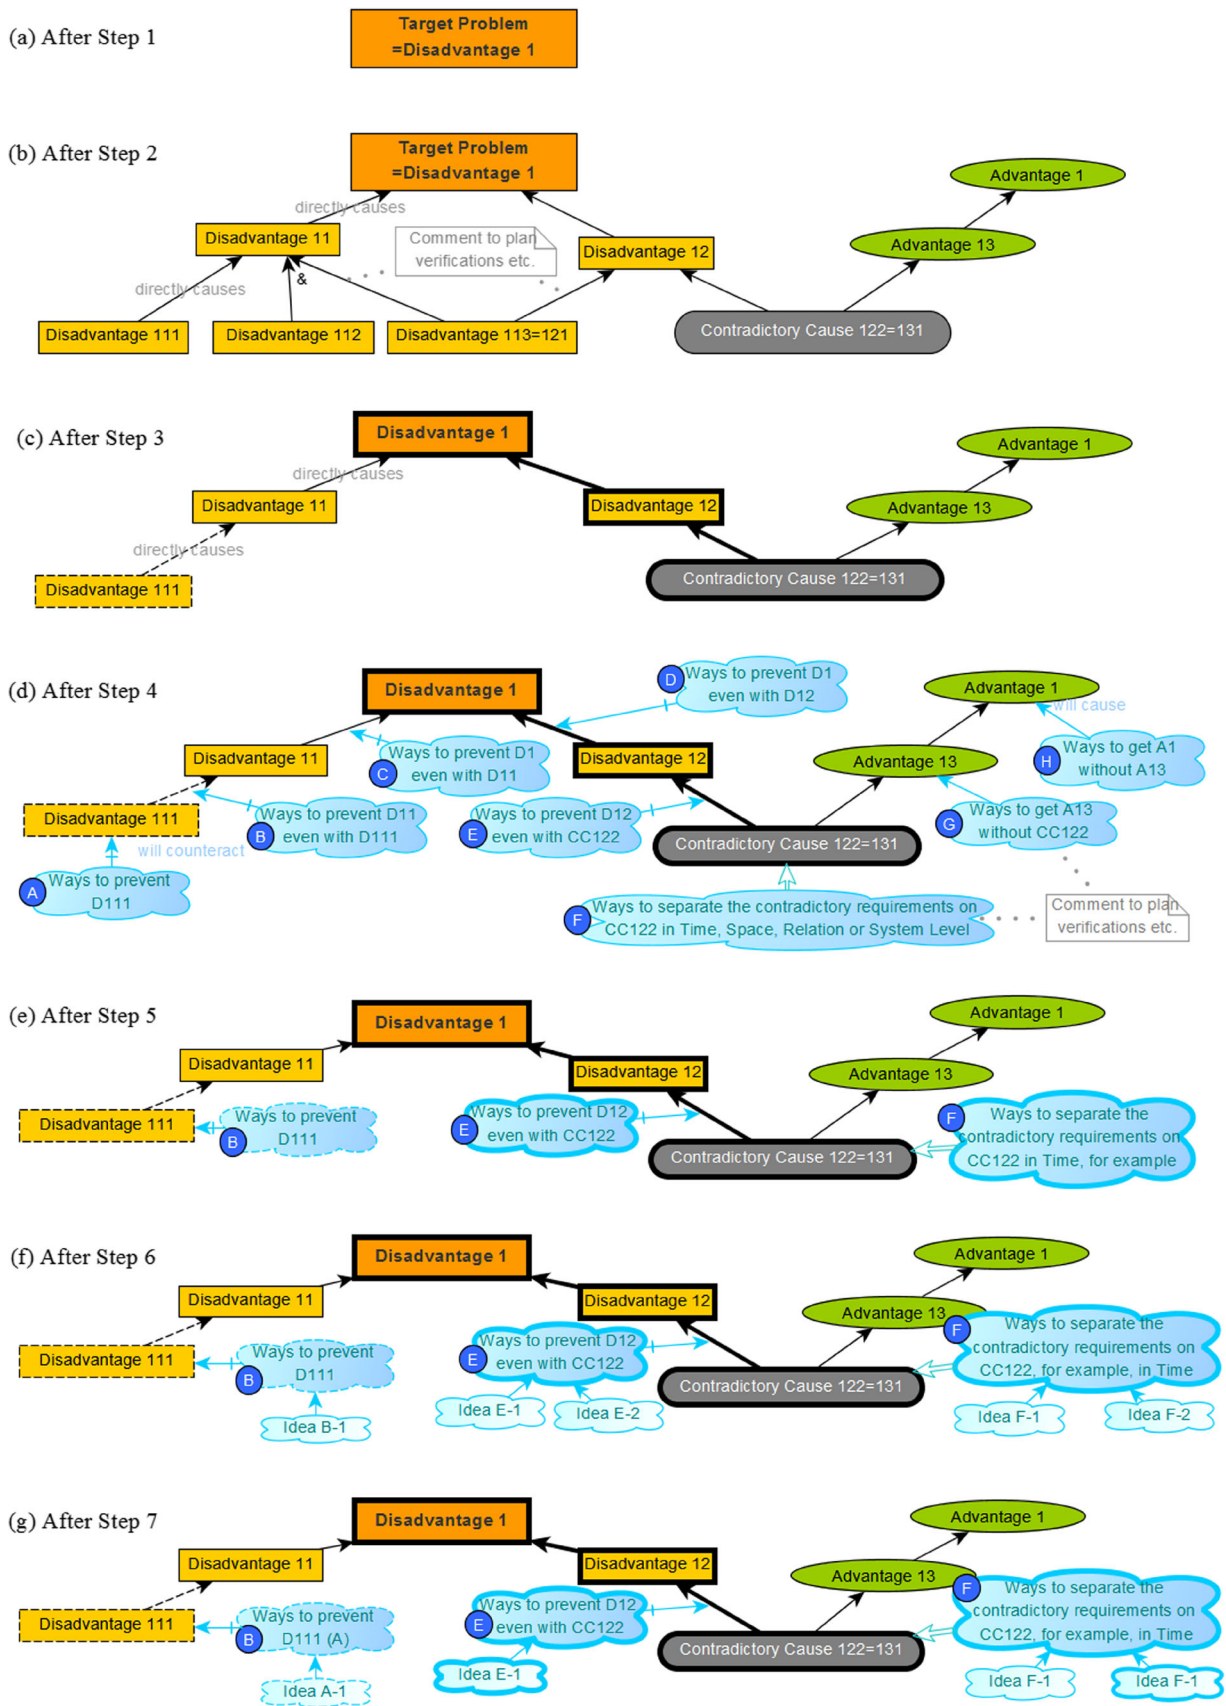 (a) After Step 1
Target Problem
=Disadvantage 1
(b) After Step 2
Target Problem
=Disadvantage 1
Advantage 1
directly causes
Disadvantage 11
Comment to plan
verifications etc.
Disadvantage 12
Advantage 13
&
directly causes
Disadvantage 111
Disadvantage 112
Disadvantage 113=121
Contradictory Cause 122=131
(c) After Step 3
Disadvantage 1
Advantage 1
directly causes
Disadvantage 11
Disadvantage 12
Advantage 13
directly causes
Disadvantage 111
Contradictory Cause 122=131
(d) After Step 4
Disadvantage 1
D
Ways to prevent D1
even with D12
Advantage 1
will cause
Disadvantage 11
C
Ways to prevent D1
even with D11
Disadvantage 12
Advantage 13
H
Ways to get A1
without A13
Disadvantage 111
B
Ways to prevent D11
even with D111
E
Ways to prevent D12
even with CC122
G
Ways to get A13
without CC122
will counteract
Contradictory Cause 122=131
A
Ways to prevent
D111
F
Ways to separate the contradictory requirements on
CC122 in Time, Space, Relation or System Level
Comment to plan
verifications etc.
(e) After Step 5
Disadvantage 1
Advantage 1
Disadvantage 11
Disadvantage 12
Advantage 13
Disadvantage 111
B
Ways to prevent
D111
E
Ways to prevent D12
even with CC122
F
Ways to separate the
contradictory requirements on
CC122 in Time, for example
Contradictory Cause 122=131
(f) After Step 6
Disadvantage 1
Advantage 1
Disadvantage 11
Disadvantage 12
Advantage 13
Disadvantage 111
B
Ways to prevent
D111
E
Ways to prevent D12
even with CC122
F
Ways to separate the
contradictory requirements on
CC122, for example, in Time
Contradictory Cause 122=131
Idea B-1
Idea E-1
Idea E-2
Idea F-1
Idea F-2
(g) After Step 7
Disadvantage 1
Advantage 1
Disadvantage 11
Disadvantage 12
Advantage 13
Disadvantage 111
B
Ways to prevent
D111 (A)
E
Ways to prevent D12
even with CC122
F
Ways to separate the
contradictory requirements on
CC122, for example, in Time
Contradictory Cause 122=131
Idea A-1
Idea E-1
Idea F-1
Idea F-1